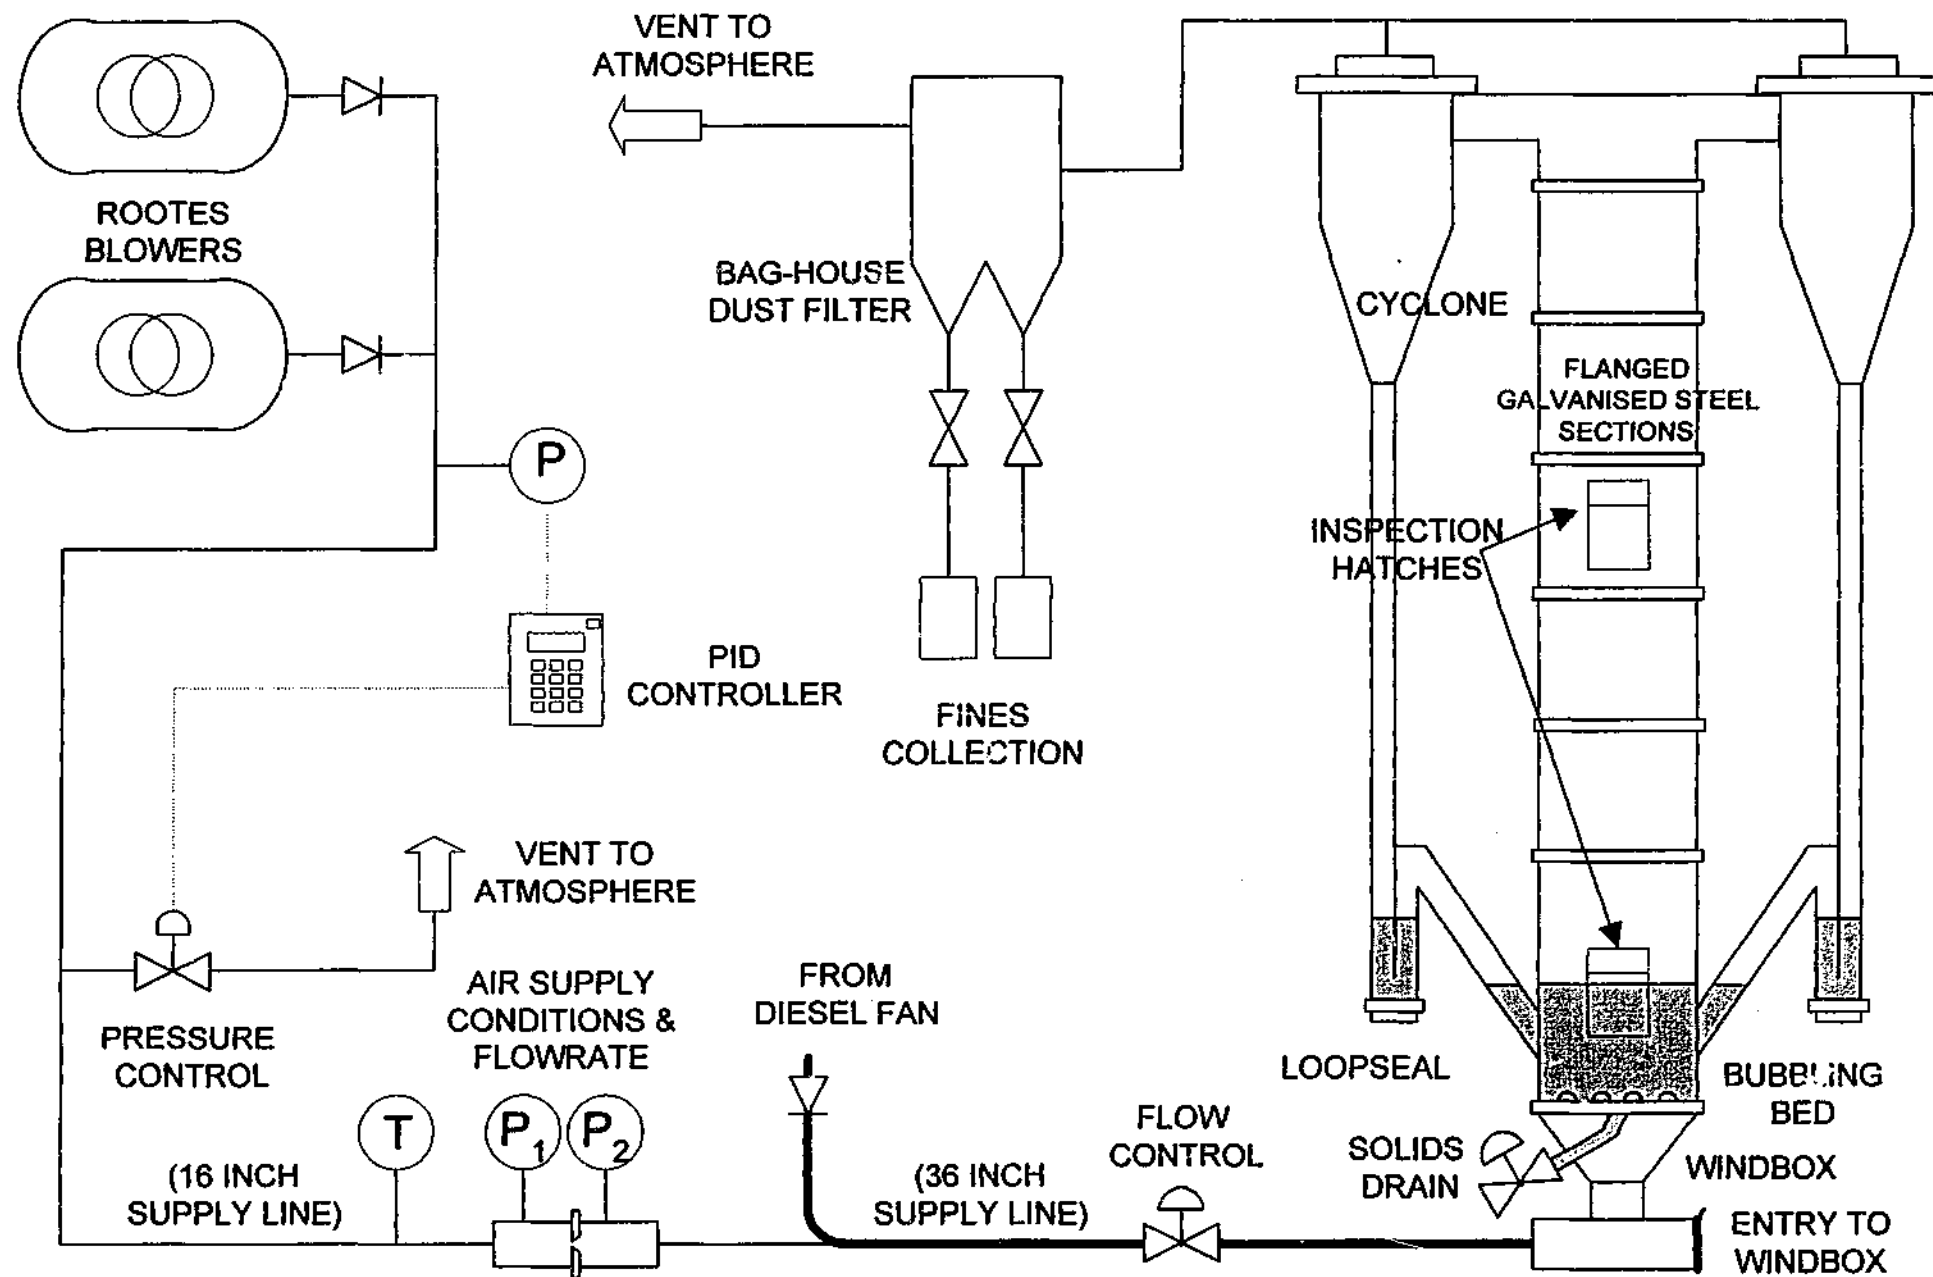 VENT TO
ATMOSPHERE
ROOTES
BLOWERS
BAG-HOUSE
DUST FILTER
CYCLONE
FLANGED
GALVANISED STEEL
SECTIONS
P
INSPECTION
HATCHES
PID
CONTROLLER
FINES
COLLECTION
VENT TO
ATMOSPHERE
PRESSURE
CONTROL
AIR SUPPLY
CONDITIONS &
FLOWRATE
FROM
DIESEL FAN
LOOPSEAL
BUBBLING
BED
T
P1
P2
FLOW
CONTROL
SOLIDS
DRAIN
WINDBOX
(16 INCH
SUPPLY LINE)
(36 INCH
SUPPLY LINE)
ENTRY TO
WINDBOX